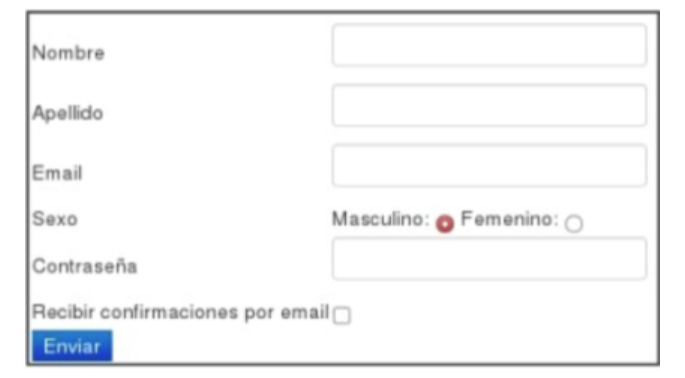 Nombre
Apellido
Email
Sexo Masculino: Femenino:
Contraseña
Recibir confirmaciones por email
Enviar